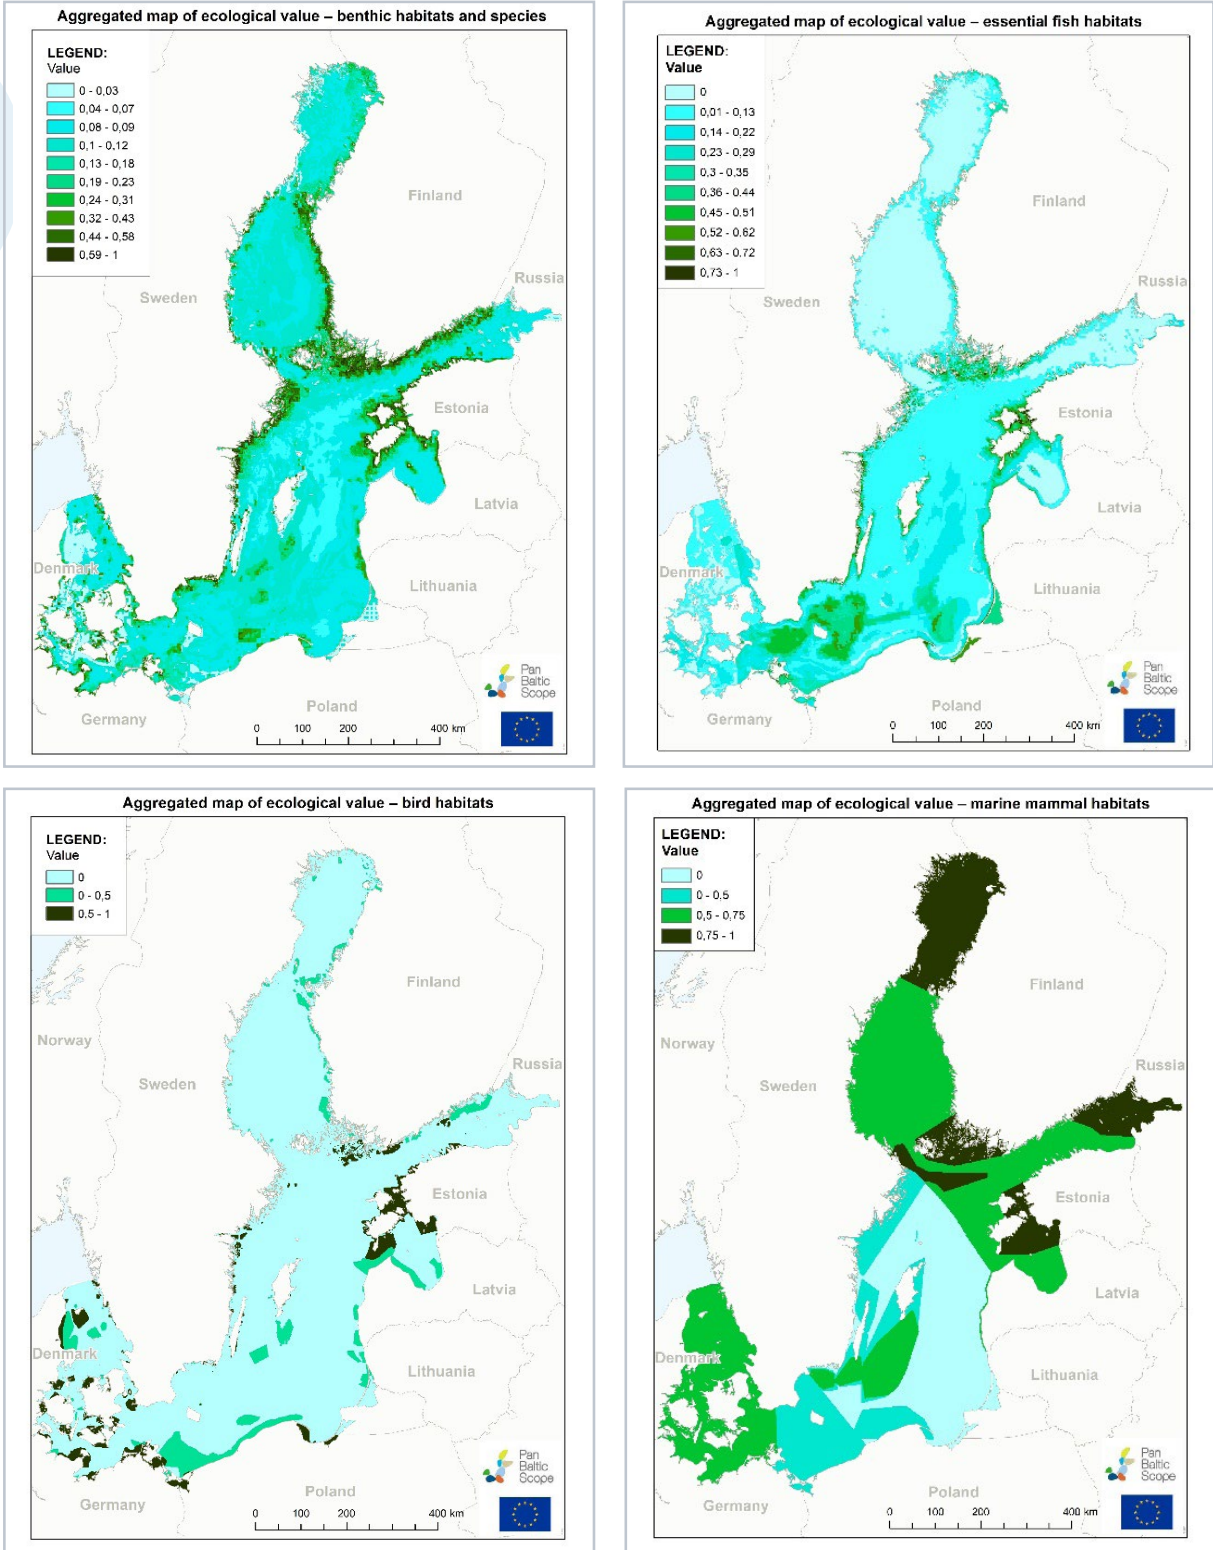 Aggregated map of ecological value – benthic habitats and species
LEGEND:
Value
0 - 0,03
0,04 - 0,07
0,08 - 0,09
0,1 - 0,12
0,13 - 0,18
0,19 - 0,23
0,24 - 0,31
0,32 - 0,43
0,44 - 0,58
0,59 - 1
Finland
Russia
Sweden
Estonia
Latvia
Denmark
Lithuania
Pan
Baltic
Scope
Poland
Germany
0 100 200 400 km
Aggregated map of ecological value – essential fish habitats
LEGEND:
Value
0
0,01 - 0,13
0,14 - 0,22
0,23 - 0,29
0,3 - 0,35
0,36 - 0,44
0,45 - 0,51
0,52 - 0,62
0,63 - 0,72
0,73 - 1
Finland
Russia
Sweden
Estonia
Latvia
Denmark
Lithuania
Pan
Baltic
Scope
Poland
Germany
0 100 200 400 km
Aggregated map of ecological value – bird habitats
LEGEND:
Value
0
0 - 0,5
0,5 - 1
Finland
Norway
Russia
Sweden
Estonia
Latvia
Denmark
Lithuania
Pan
Baltic
Scope
Poland
Germany
0 100 200 400 km
Aggregated map of ecological value – marine mammal habitats
LEGEND:
Value
0
0 - 0,5
0,5 - 0,75
0,75 - 1
Finland
Norway
Russia
Sweden
Estonia
Latvia
Denmark
Lithuania
Pan
Baltic
Scope
Poland
Germany
0 100 200 400 km